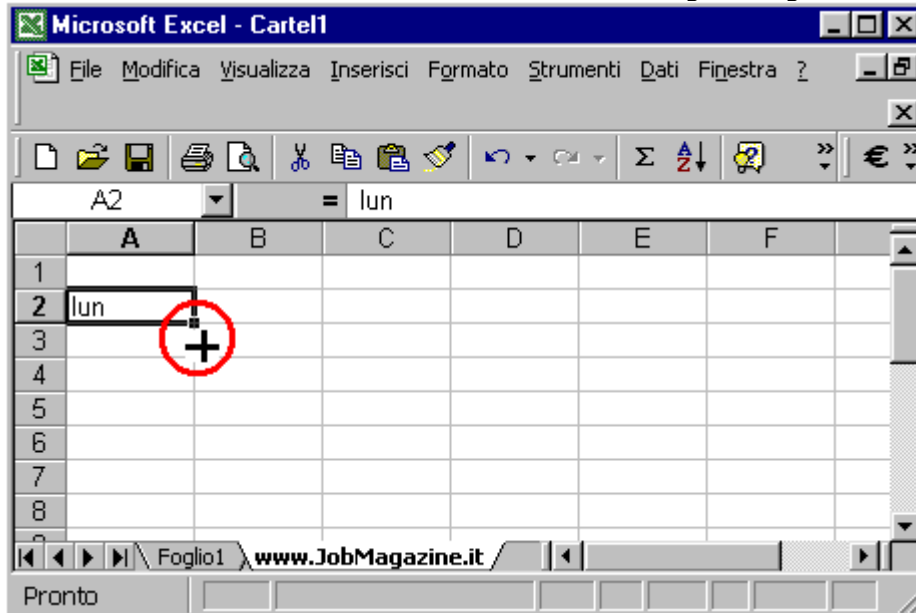 Microsoft Excel - Cartel1
File Modifica Visualizza Inserisci Formato Strumenti Dati Finestra ?
Σ A Z €
A2 = lun
A B C D E F
1
2 lun
3
4
5
6
7
8
Foglio1 www.JobMagazine.it
Pronto